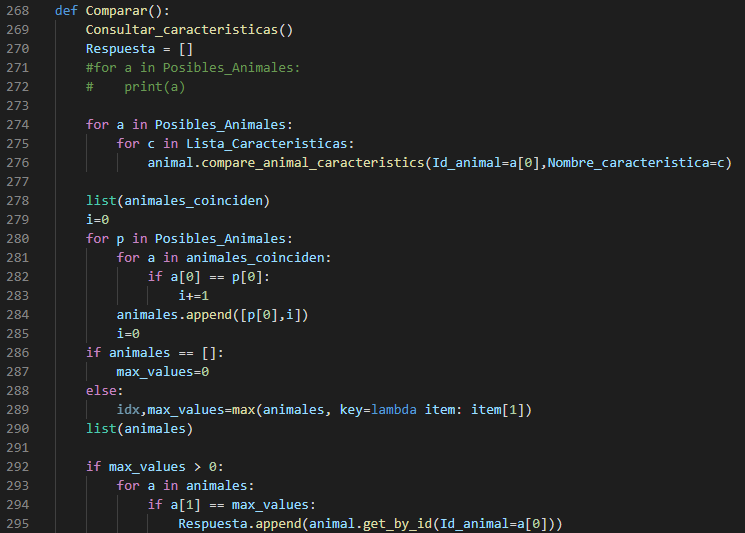 268 def Comparar():
269     Consultar_caracteristicas()
270     Respuesta = []
271     #for a in Posibles_Animales:
272     #    print(a)
273
274     for a in Posibles_Animales:
275         for c in Lista_Caracteristicas:
276             animal.compare_animal_caracteristics(Id_animal=a[0],Nombre_caracteristica=c)
277
278     list(animales_coinciden)
279     i=0
280     for p in Posibles_Animales:
281         for a in animales_coinciden:
282             if a[0] == p[0]:
283                 i+=1
284         animales.append([p[0],i])
285         i=0
286     if animales == []:
287         max_values=0
288     else:
289         idx,max_values=max(animales, key=lambda item: item[1])
290     list(animales)
291
292     if max_values > 0:
293         for a in animales:
294             if a[1] == max_values:
295                 Respuesta.append(animal.get_by_id(Id_animal=a[0]))